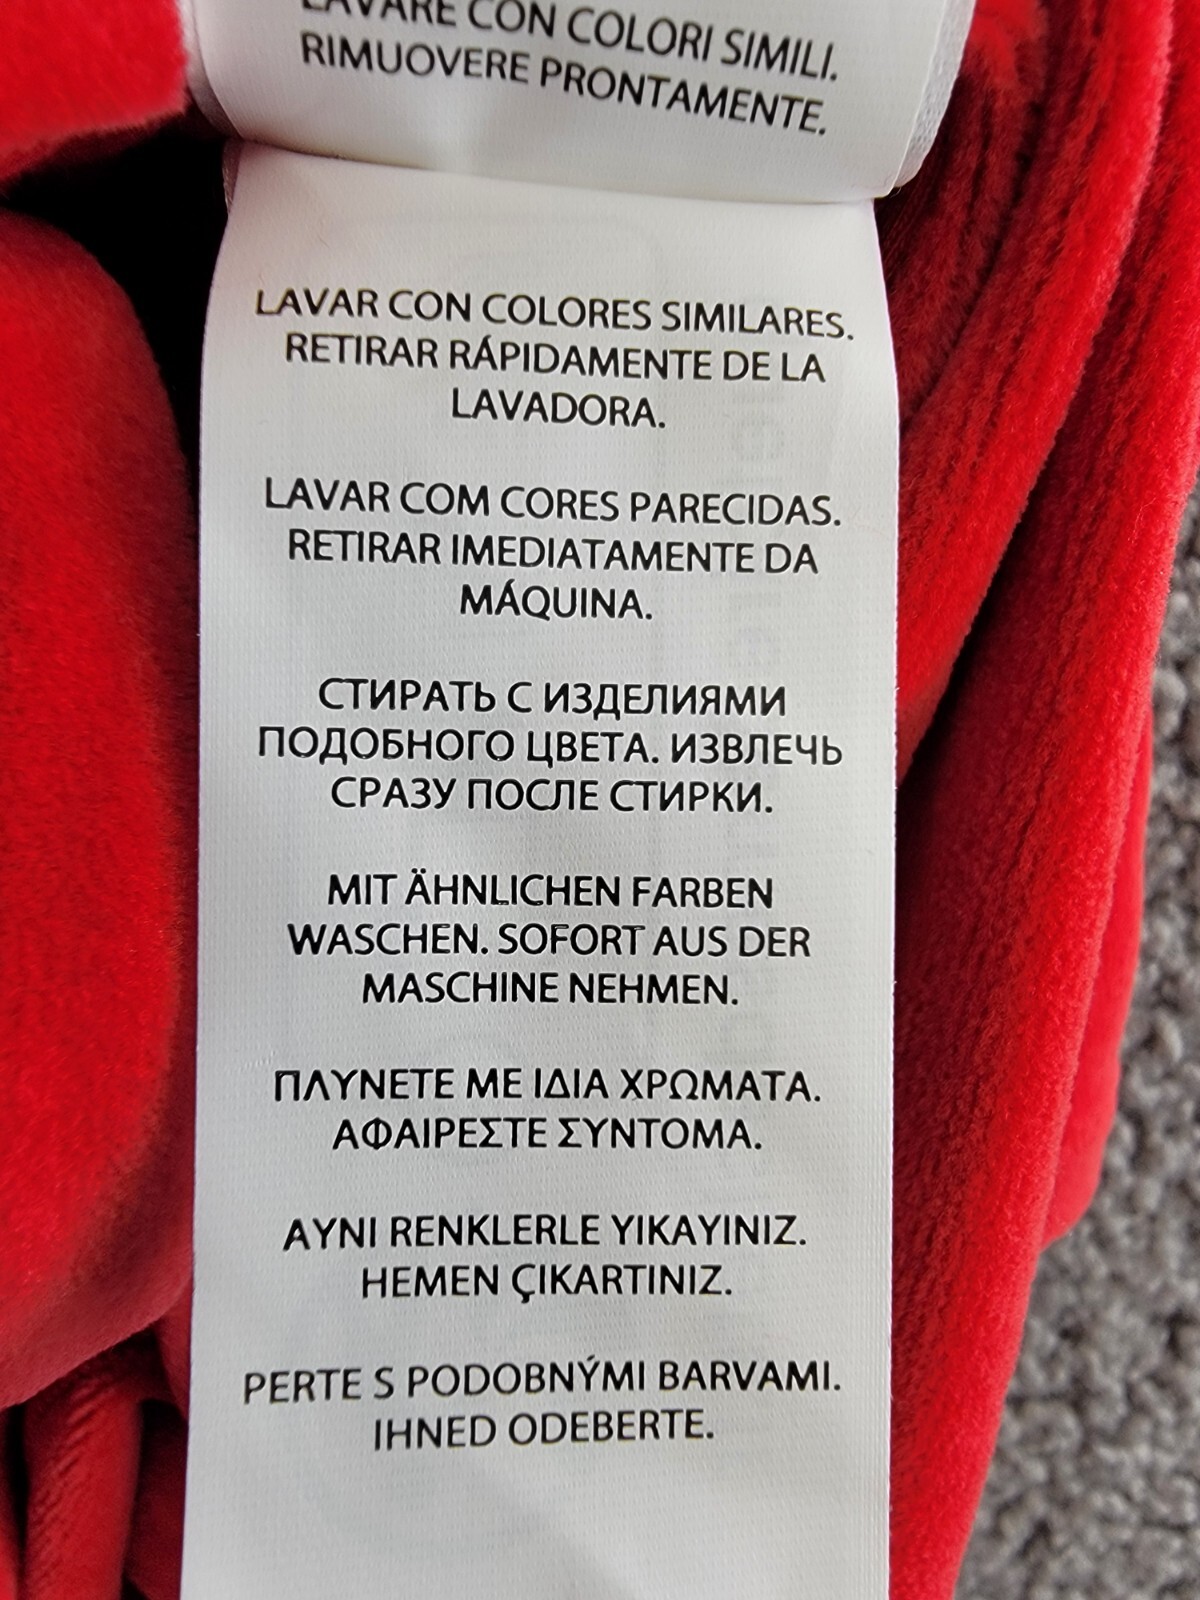 LAVARE CON COLORI SIMILI.
RIMUOVERE PRONTAMENTE.
LAVAR CON COLORES SIMILARES.
RETIRAR RÁPIDAMENTE DE LA
LAVADORA.
LAVAR COM CORES PARECIDAS.
RETIRAR IMEDIATAMENTE DA
MÁQUINA.
СТИРАТЬ С ИЗДЕЛИЯМИ
ПОДОБНОГО ЦВЕТА. ИЗВЛЕЧЬ
СРАЗУ ПОСЛЕ СТИРКИ.
MIT ÄHNLICHEN FARBEN
WASCHEN. SOFORT AUS DER
MASCHINE NEHMEN.
ΠΛΥΝΕΤΕ ΜΕ ΙΔΙΑ ΧΡΩΜΑΤΑ.
ΑΦΑΙΡΕΣΤΕ ΣΥΝΤΟΜΑ.
AYNI RENKLERLE YIKAYINIZ.
HEMEN ÇIKARTINIZ.
PERTE S PODOBNÝMI BARVAMI.
IHNED ODEBERTE.